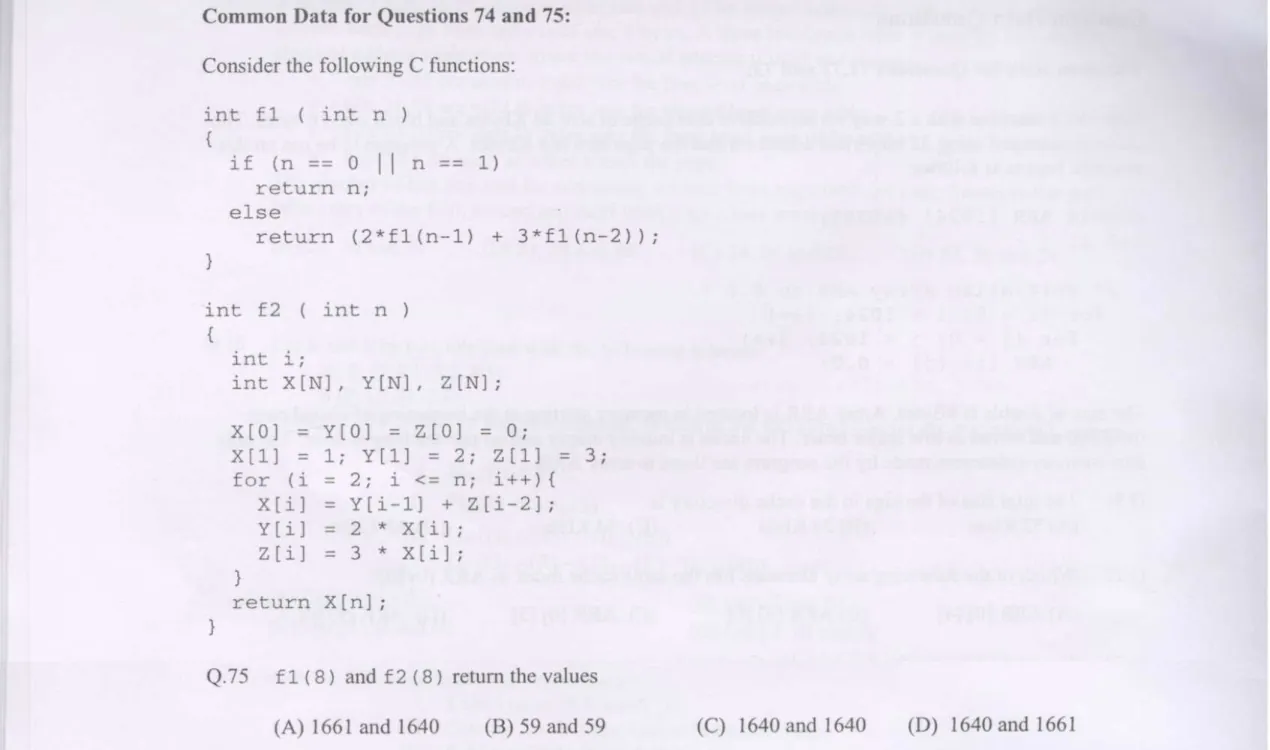 Common Data for Questions 74 and 75:
Consider the following C functions:
int f1 ( int n )
{
if (n == 0 || n == 1)
return n;
else
return (2*f1(n-1) + 3*f1(n-2));
}
int f2 ( int n )
{
int i;
int X[N], Y[N], Z[N];
X[0] = Y[0] = Z[0] = 0;
X[1] = 1; Y[1] = 2; Z[1] = 3;
for (i = 2; i <= n; i++){
X[i] = Y[i-1] + Z[i-2];
Y[i] = 2 * X[i];
Z[i] = 3 * X[i];
}
return X[n];
}
Q.75 f1(8) and f2(8) return the values
(A) 1661 and 1640 (B) 59 and 59 (C) 1640 and 1640 (D) 1640 and 1661